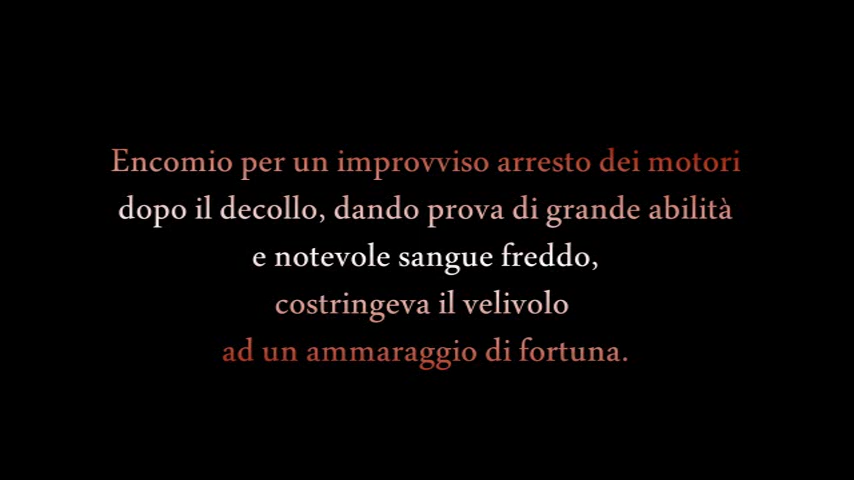 Encomio per un improvviso arresto dei motori
dopo il decollo, dando prova di grande abilità
e notevole sangue freddo,
costringeva il velivolo
ad un ammaraggio di fortuna.